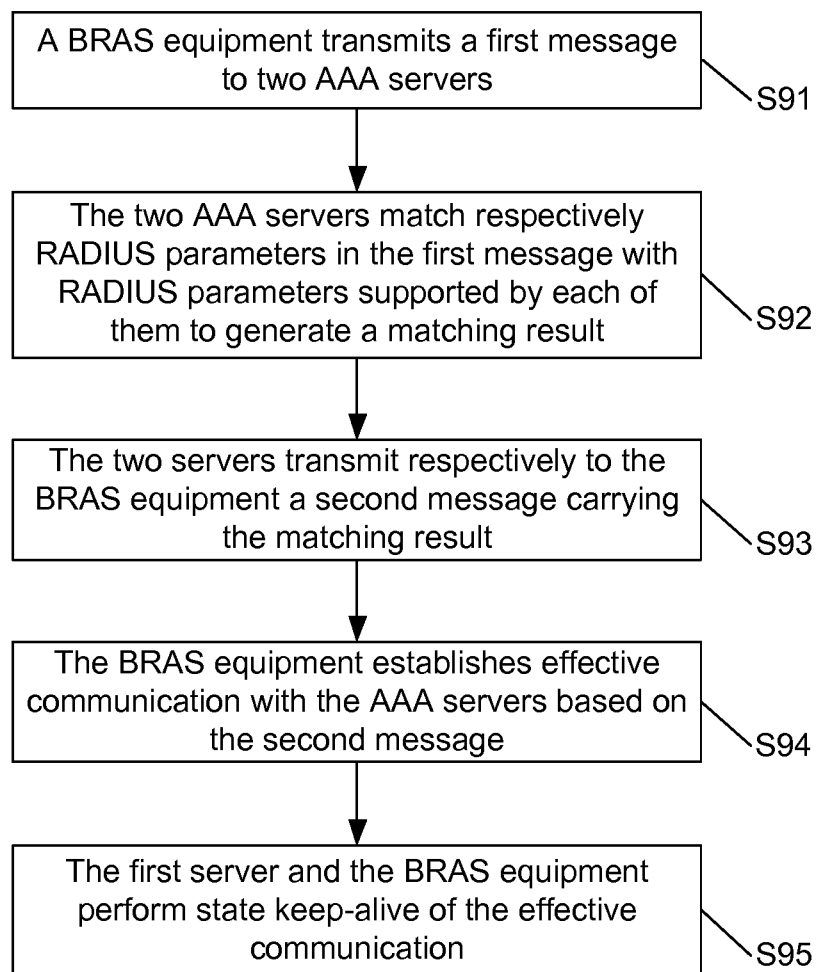 A BRAS equipment transmits a first message
to two AAA servers
S91
The two AAA servers match respectively
RADIUS parameters in the first message with
RADIUS parameters supported by each of
them to generate a matching result
S92
The two servers transmit respectively to the
BRAS equipment a second message carrying
the matching result
S93
The BRAS equipment establishes effective
communication with the AAA servers based on
the second message
S94
The first server and the BRAS equipment
perform state keep-alive of the effective
communication
S95